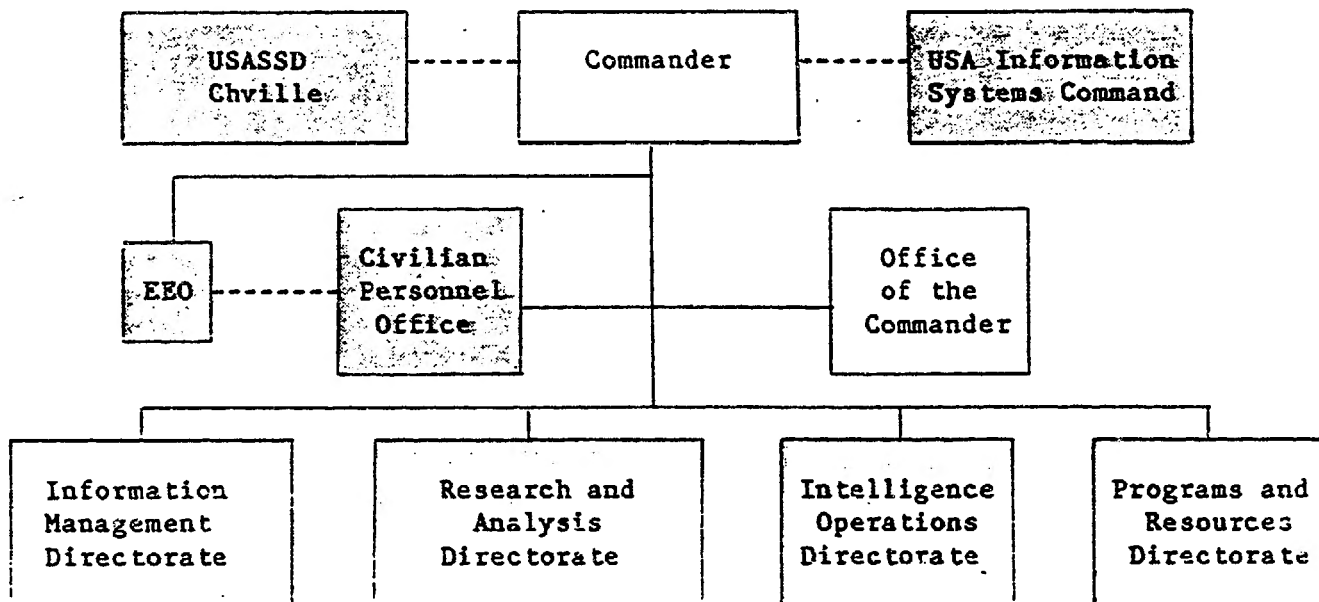 USASSD
Chville
Commander
USA Information
Systems Command
EEO
Civilian
Personnel
Office
Office
of the
Commander
Information
Management
Directorate
Research and
Analysis
Directorate
Intelligence
Operations
Directorate
Programs and
Resources
Directorate